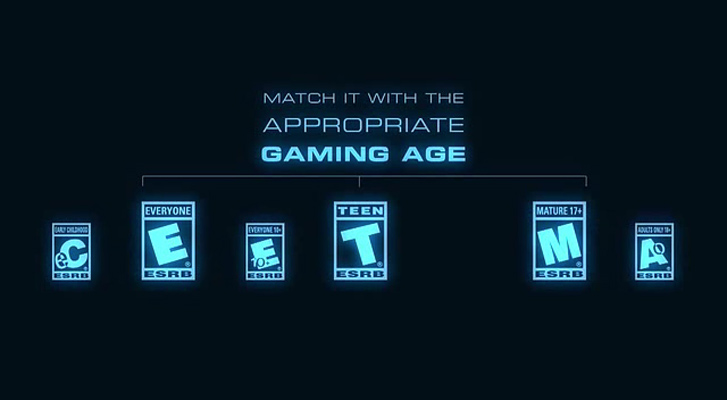 MATCH IT WITH THE
APPROPRIATE
GAMING AGE
EARLY CHILDHOOD
eC
ESRB
EVERYONE
E
ESRB
EVERYONE 10+
E
10+
ESRB
TEEN
T
ESRB
MATURE 17+
M
ESRB
ADULTS ONLY 18+
Ao
ESRB